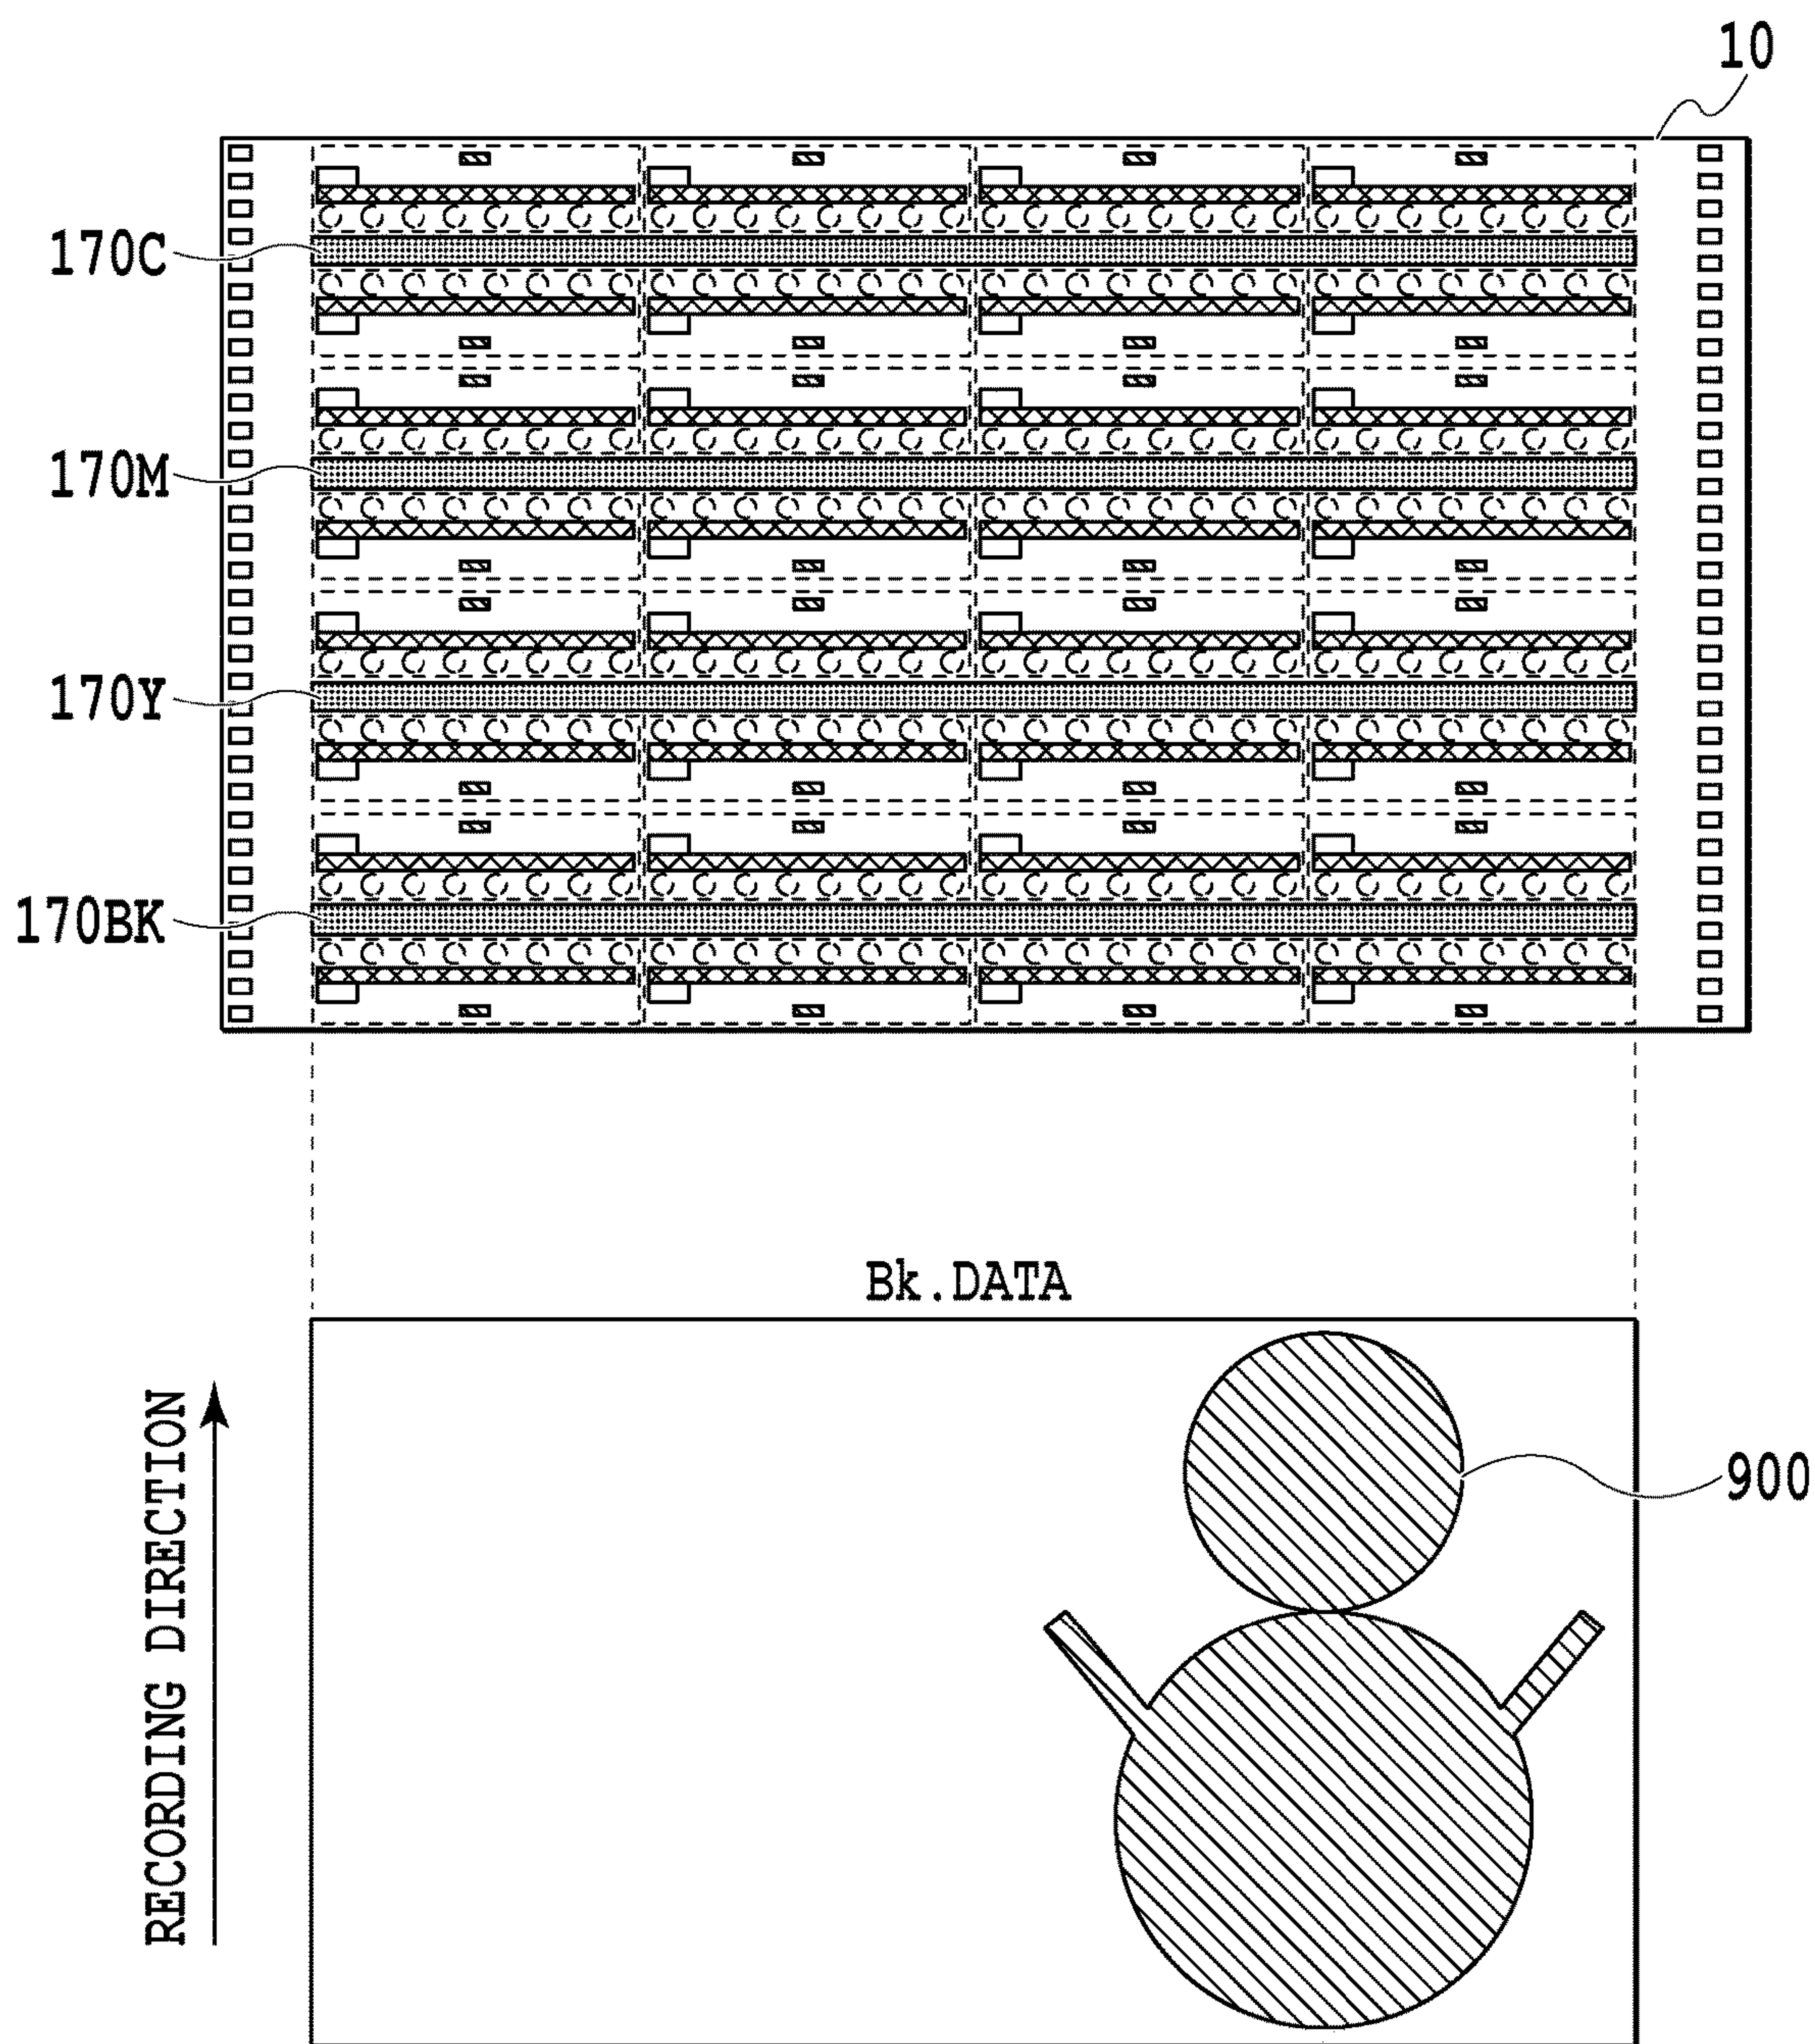 10
170C
170M
170Y
170BK
Bk.DATA
RECORDING DIRECTION
900